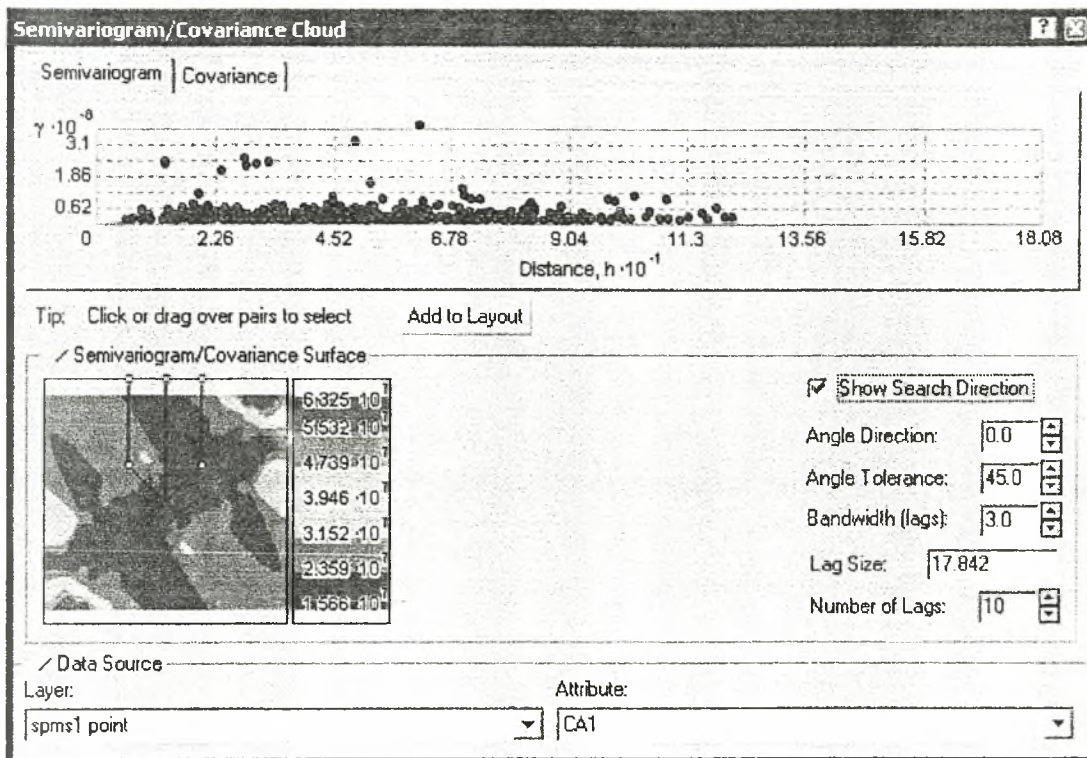 Semivariogram/Covariance Cloud
Semivariogram Covariance
γ ·10⁻⁸
3.1
1.86
0.62
0 2.26 4.52 6.78 9.04 11.3 13.56 15.82 18.08
Distance, h ·10⁻¹
Tip: Click or drag over pairs to select Add to Layout
Semivariogram/Covariance Surface
6.325 ·10⁷
5.532 ·10⁷
4.739 ·10⁷
3.946 ·10⁷
3.152 ·10⁷
2.359 ·10⁷
1.566 ·10⁷
Show Search Direction
Angle Direction: 0.0
Angle Tolerance: 45.0
Bandwidth (lags): 3.0
Lag Size: 17.842
Number of Lags: 10
Data Source
Layer: Attribute:
spms1 point CA1